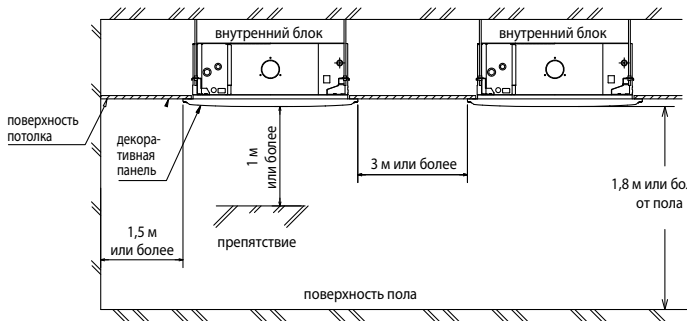 внутренний блок
внутренний блок
поверхность
потолка
декора-
тивная
панель
1 м
или более
3 м или более
1,8 м или
от пола
1,5 м
или более
препятствие
поверхность пола